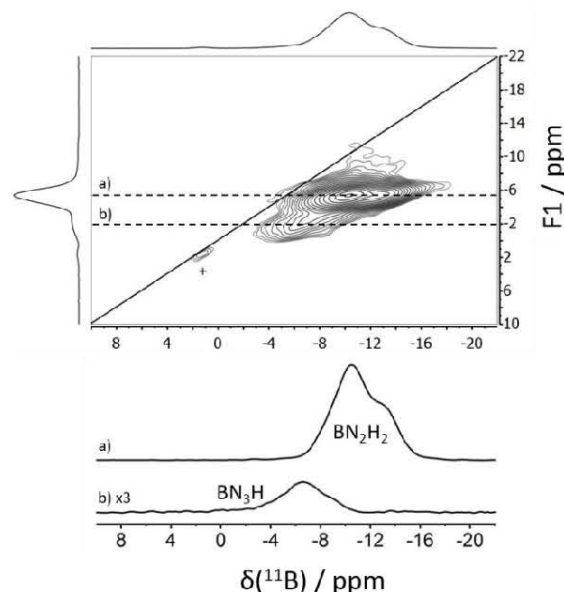 -22
-18
-14
-10
-6
-2
2
6
10
F1 / ppm
a)
b)
+
8 4 0 -4 -8 -12 -16 -20
a)
BN₂H₂
b) x3
BN₃H
8 4 0 -4 -8 -12 -16 -20
δ(¹¹B) / ppm